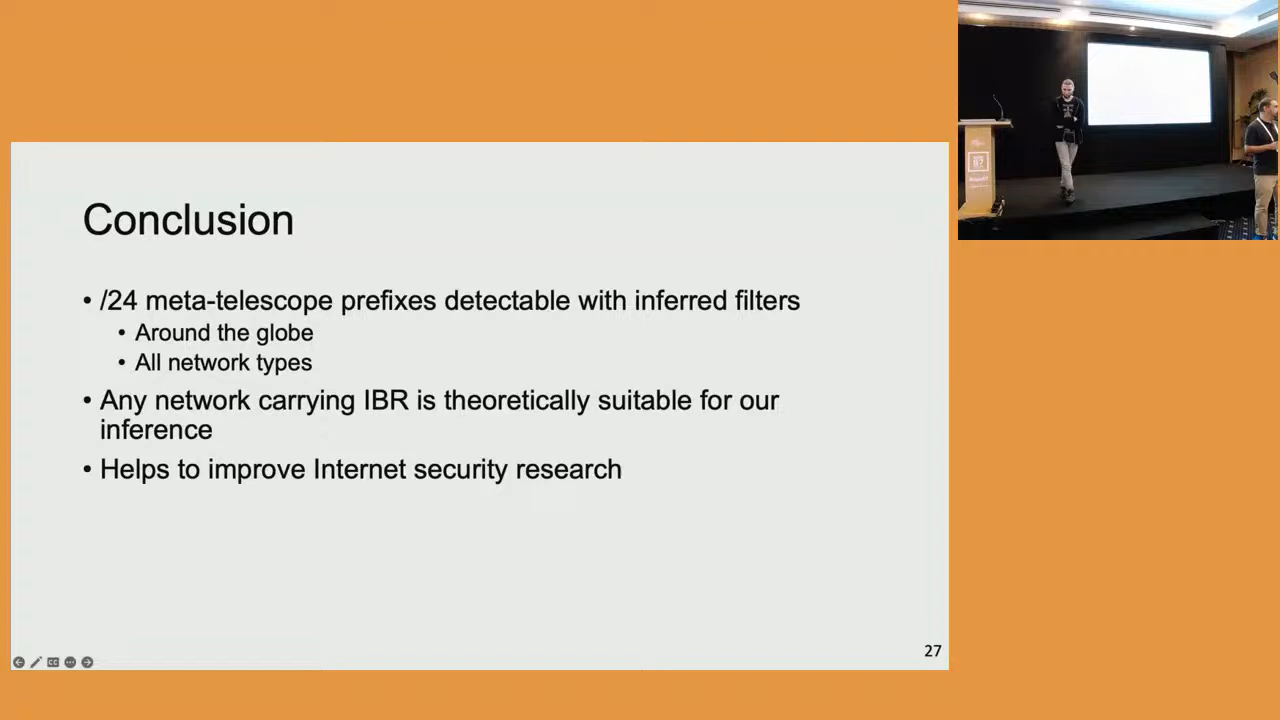 Conclusion
• /24 meta-telescope prefixes detectable with inferred filters
• Around the globe
• All network types
• Any network carrying IBR is theoretically suitable for our
inference
• Helps to improve Internet security research
27